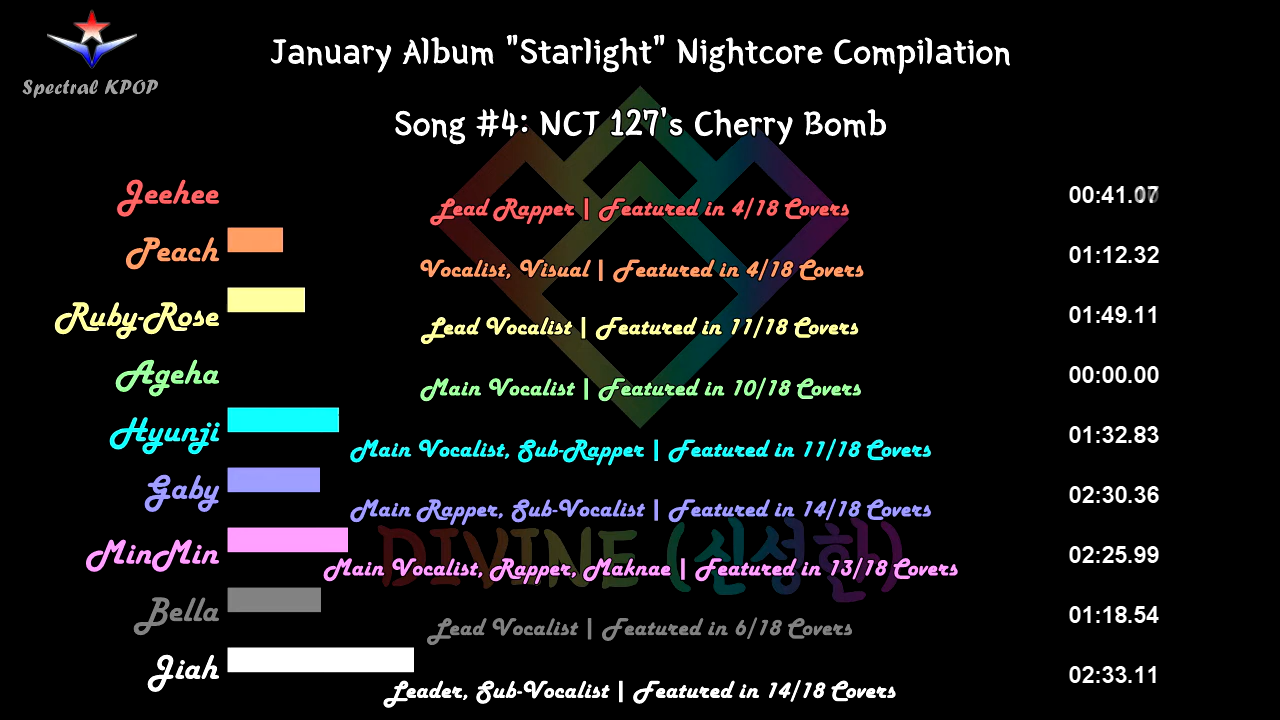 January Album "Starlight" Nightcore Compilation
Spectral KPOP
Song #4: NCT 127's Cherry Bomb
Jeehee
Lead Rapper | Featured in 4/18 Covers
00:41.07
Peach
Vocalist, Visual | Featured in 4/18 Covers
01:12.32
Ruby-Rose
Lead Vocalist | Featured in 11/18 Covers
01:49.11
Ageha
Main Vocalist | Featured in 10/18 Covers
00:00.00
Hyunji
Main Vocalist, Sub-Rapper | Featured in 11/18 Covers
01:32.83
Gaby
Main Rapper, Sub-Vocalist | Featured in 14/18 Covers
02:30.36
DIVINE (신성한)
MinMin
Main Vocalist, Rapper, Maknae | Featured in 13/18 Covers
02:25.99
Bella
Lead Vocalist | Featured in 6/18 Covers
01:18.54
Jiah
Leader, Sub-Vocalist | Featured in 14/18 Covers
02:33.11